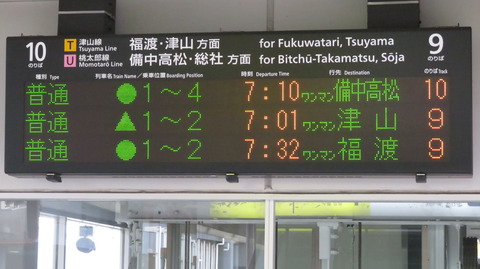 10 のりば
T 津山線 Tsuyama Line 福渡・津山 方面 for Fukuwatari, Tsuyama
U 桃太郎線 Momotaro Line 備中高松・総社 方面 for Bitchū-Takamatsu, Sōja
9 のりば
種別 Type 列車名 Train Name／乗車位置 Boarding Position 時刻 Departure Time 行先 Destination のりば Track
普通 ●1～4 7:10 ワンマン 備中高松 10
普通 ▲1～2 7:01 ワンマン 津山 9
普通 ●1～2 7:32 ワンマン 福渡 9